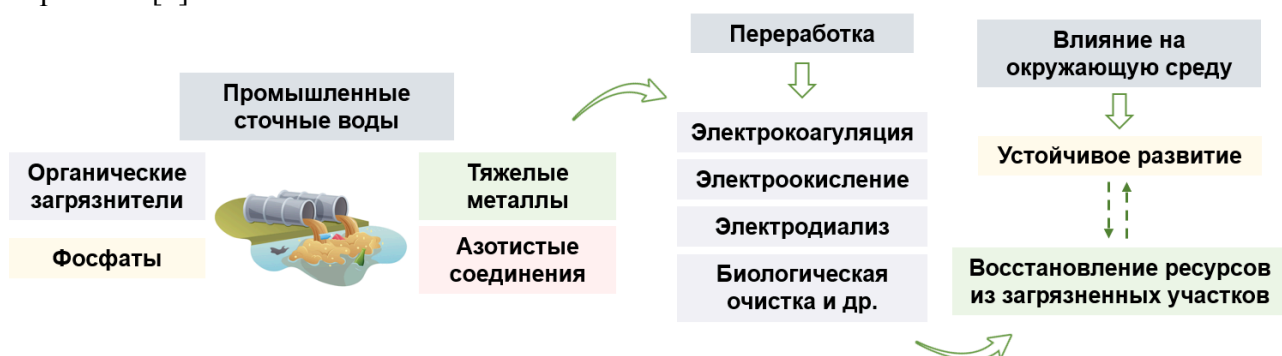 Промышленные
сточные воды
Органические
загрязнители
Фосфаты
Тяжелые
металлы
Азотистые
соединения
Переработка
Электрокоагуляция
Электроокисление
Электродиализ
Биологическая
очистка и др.
Влияние на
окружающую среду
Устойчивое развитие
Восстановление ресурсов
из загрязненных участков